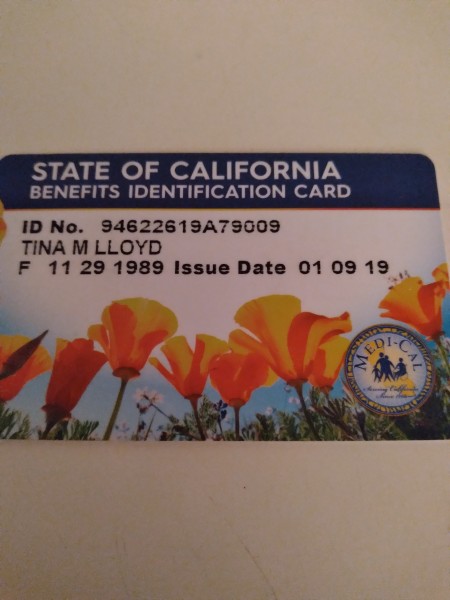 STATE OF CALIFORNIA
BENEFITS IDENTIFICATION CARD
ID No. 94622619A79009
TINA M LLOYD
F 11 29 1989 Issue Date 01 09 19
MEDI-CAL